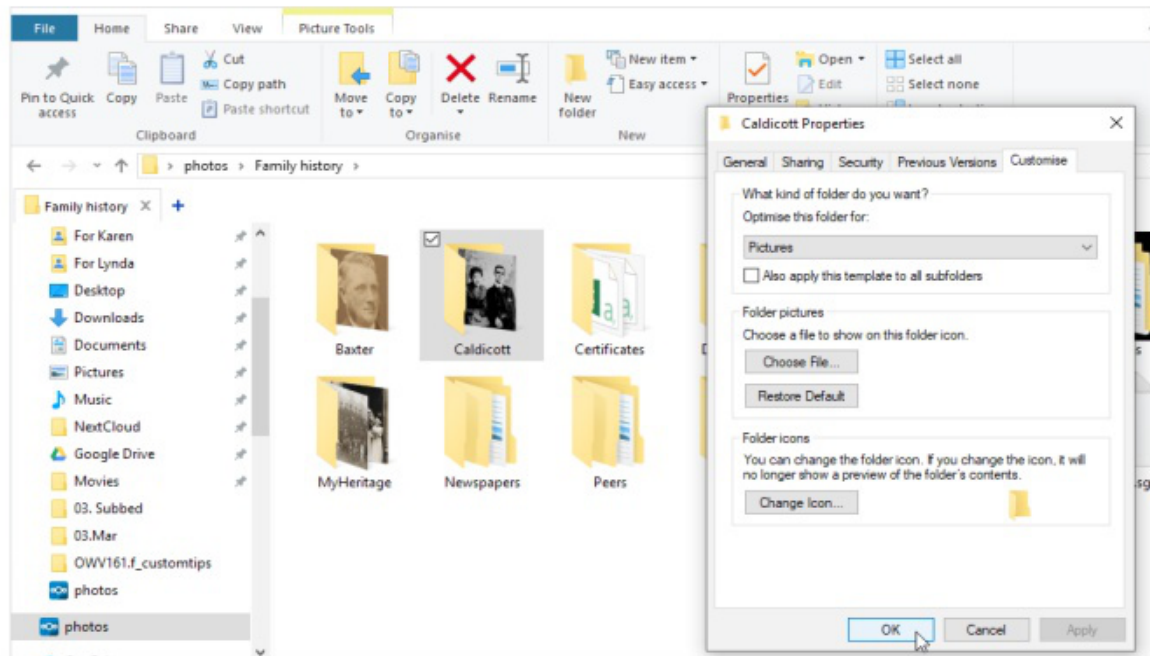 File Home Share View Picture Tools
Pin to Quick access
Copy
Paste
Cut
Copy path
Paste shortcut
Move to
Copy to
Delete
Rename
New folder
New item
Easy access
Properties
Open
Edit
Select all
Select none
Clipboard Organise New
photos > Family history >
Family history
For Karen
For Lynda
Desktop
Downloads
Documents
Pictures
Music
NextCloud
Google Drive
Movies
03. Subbed
03.Mar
OWV161.f_customtips
photos
photos
Baxter Caldicott Certificates
MyHeritage Newspapers Peers
Caldicott Properties
General Sharing Security Previous Versions Customise
What kind of folder do you want?
Optimise this folder for:
Pictures
Also apply this template to all subfolders
Folder pictures
Choose a file to show on this folder icon.
Choose File...
Restore Default
Folder icons
You can change the folder icon. If you change the icon, it will
no longer show a preview of the folder's contents.
Change Icon...
OK Cancel Apply